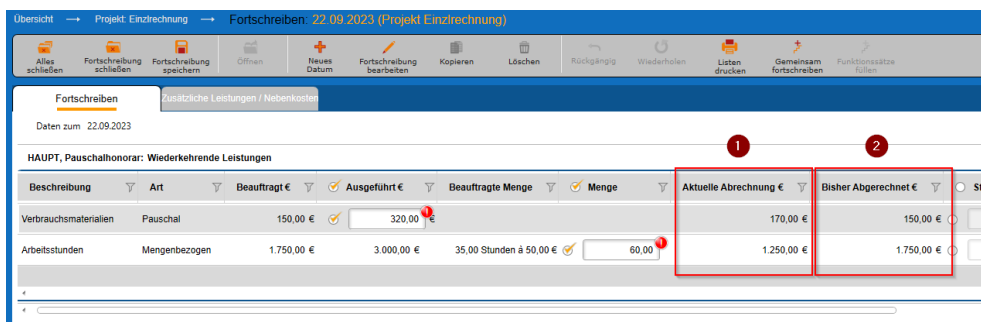 Übersicht → Projekt: Einzlrechnung → Fortschreiben: 22.09.2023 (Projekt Einzlrechnung)
Alles schließen
Fortschreibung schließen
Fortschreibung speichern
Öffnen
Neues Datum
Fortschreibung bearbeiten
Kopieren
Löschen
Rückgängig
Wiederholen
Listen drucken
Gemeinsam fortschreiben
Funktionssätze füllen
Fortschreiben Zusätzliche Leistungen / Nebenkosten
Daten zum 22.09.2023
1 2
HAUPT, Pauschalhonorar: Wiederkehrende Leistungen
Beschreibung Art Beauftragt € Ausgeführt € Beauftragte Menge Menge Aktuelle Abrechnung € Bisher Abgerechnet € St
Verbrauchsmaterialien Pauschal 150,00 € 320,00 € 170,00 € 150,00 €
Arbeitsstunden Mengenbezogen 1.750,00 € 3.000,00 € 35,00 Stunden á 50,00 € 60,00 1.250,00 € 1.750,00 €